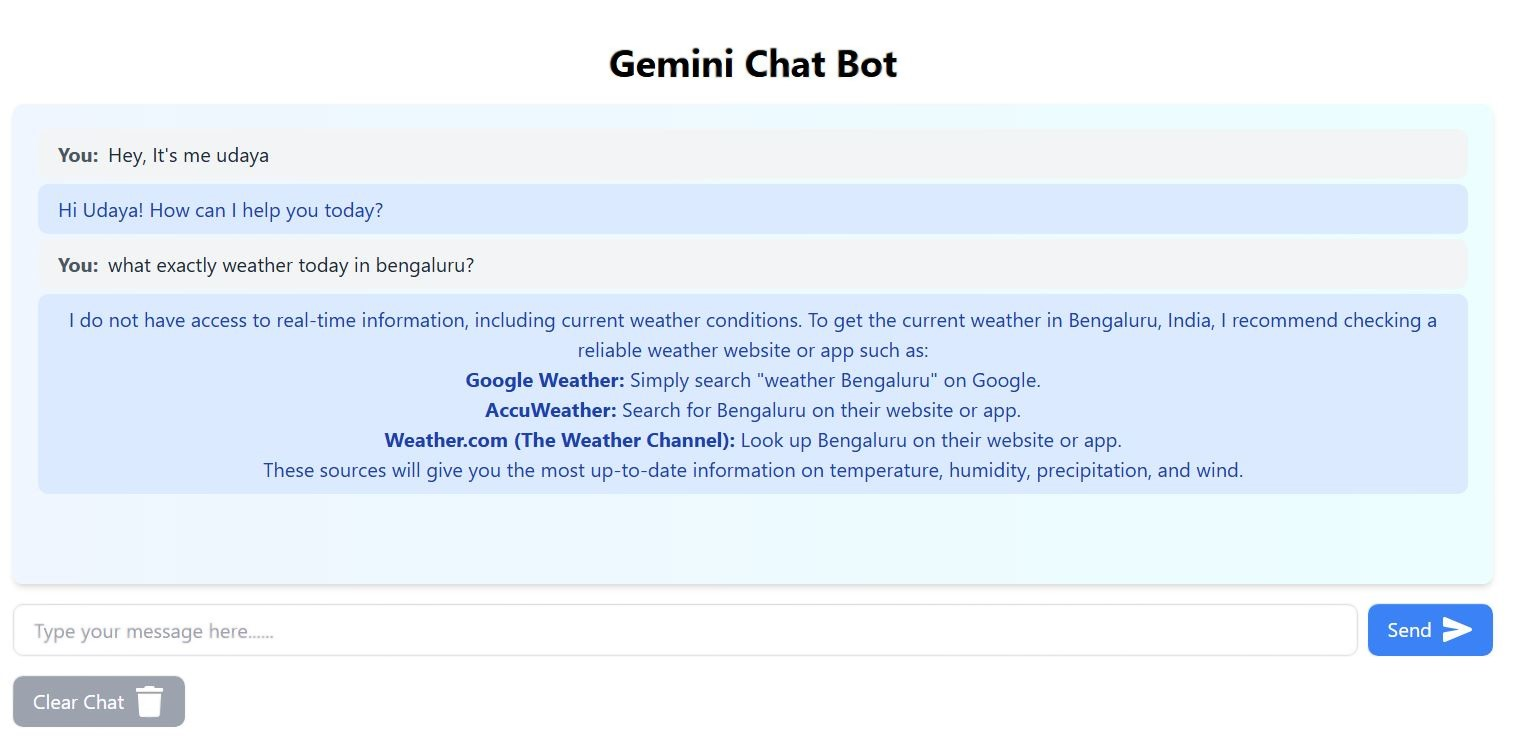 Gemini Chat Bot
You: Hey, It's me udaya
Hi Udaya! How can I help you today?
You: what exactly weather today in bengaluru?
I do not have access to real-time information, including current weather conditions. To get the current weather in Bengaluru, India, I recommend checking a
reliable weather website or app such as:
Google Weather: Simply search "weather Bengaluru" on Google.
AccuWeather: Search for Bengaluru on their website or app.
Weather.com (The Weather Channel): Look up Bengaluru on their website or app.
These sources will give you the most up-to-date information on temperature, humidity, precipitation, and wind.
Type your message here......
Send
Clear Chat